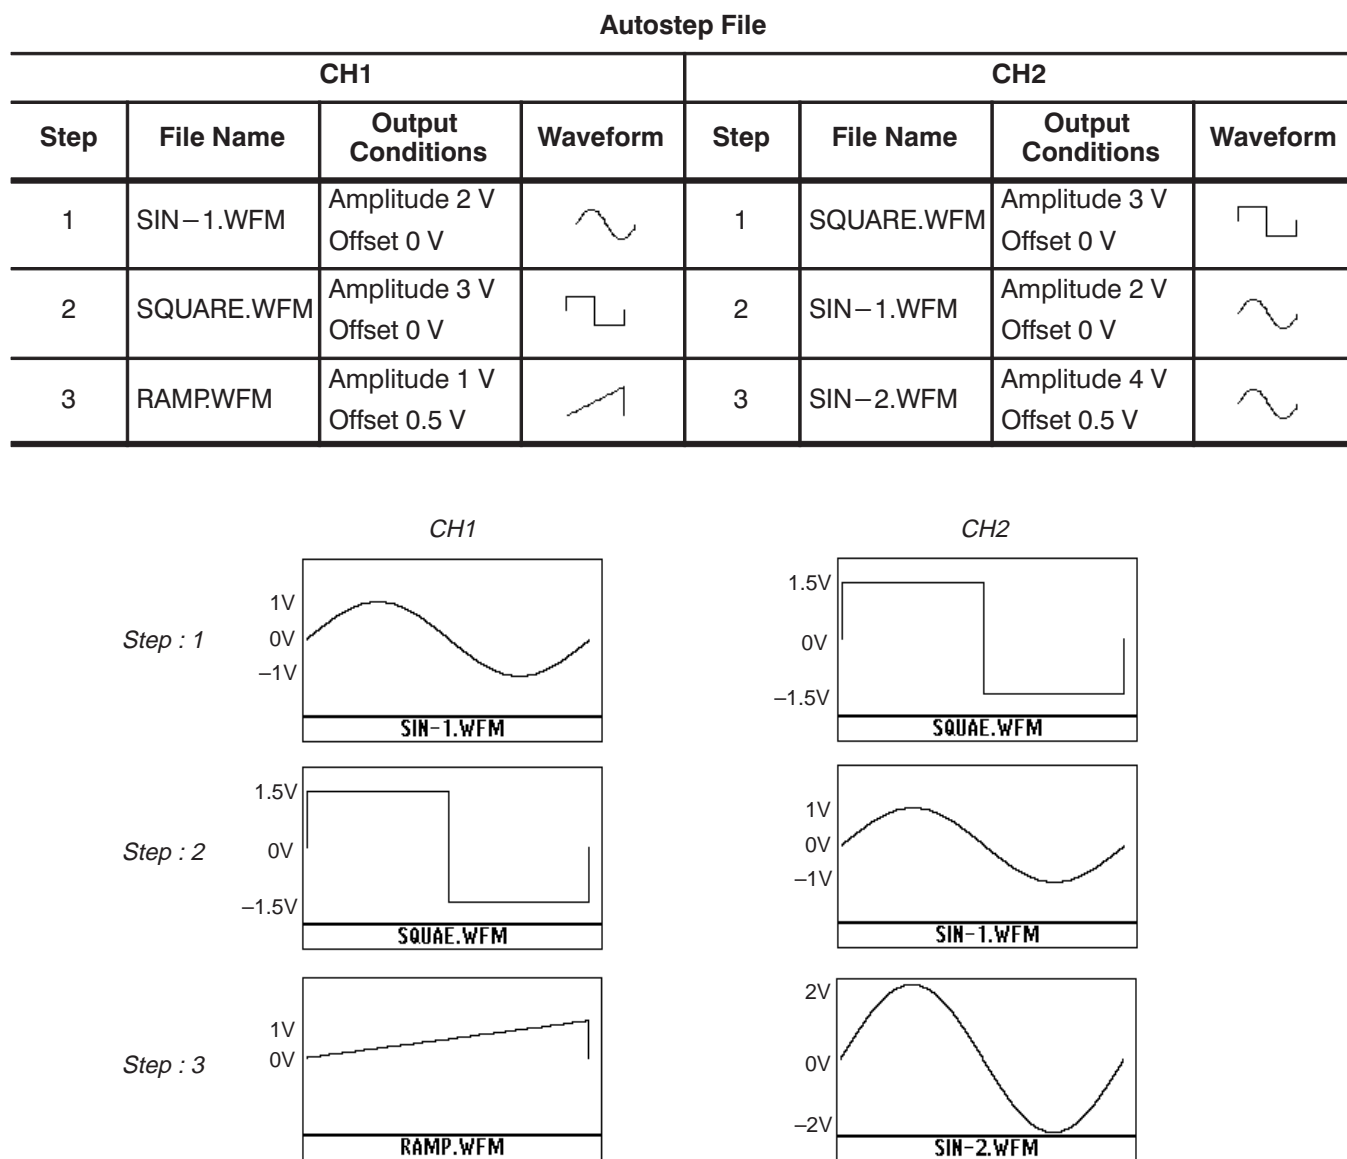 Autostep File
CH1 CH2
Step File Name Output Conditions Waveform Step File Name Output Conditions Waveform
1 SIN−1.WFM Amplitude 2 V Offset 0 V 1 SQUARE.WFM Amplitude 3 V Offset 0 V
2 SQUARE.WFM Amplitude 3 V Offset 0 V 2 SIN−1.WFM Amplitude 2 V Offset 0 V
3 RAMP.WFM Amplitude 1 V Offset 0.5 V 3 SIN−2.WFM Amplitude 4 V Offset 0.5 V
CH1 CH2
Step : 1
1V
0V
–1V
SIN-1.WFM
1.5V
0V
–1.5V
SQUAE.WFM
Step : 2
1.5V
0V
–1.5V
SQUAE.WFM
1V
0V
–1V
SIN-1.WFM
Step : 3
1V
0V
RAMP.WFM
2V
0V
–2V
SIN-2.WFM